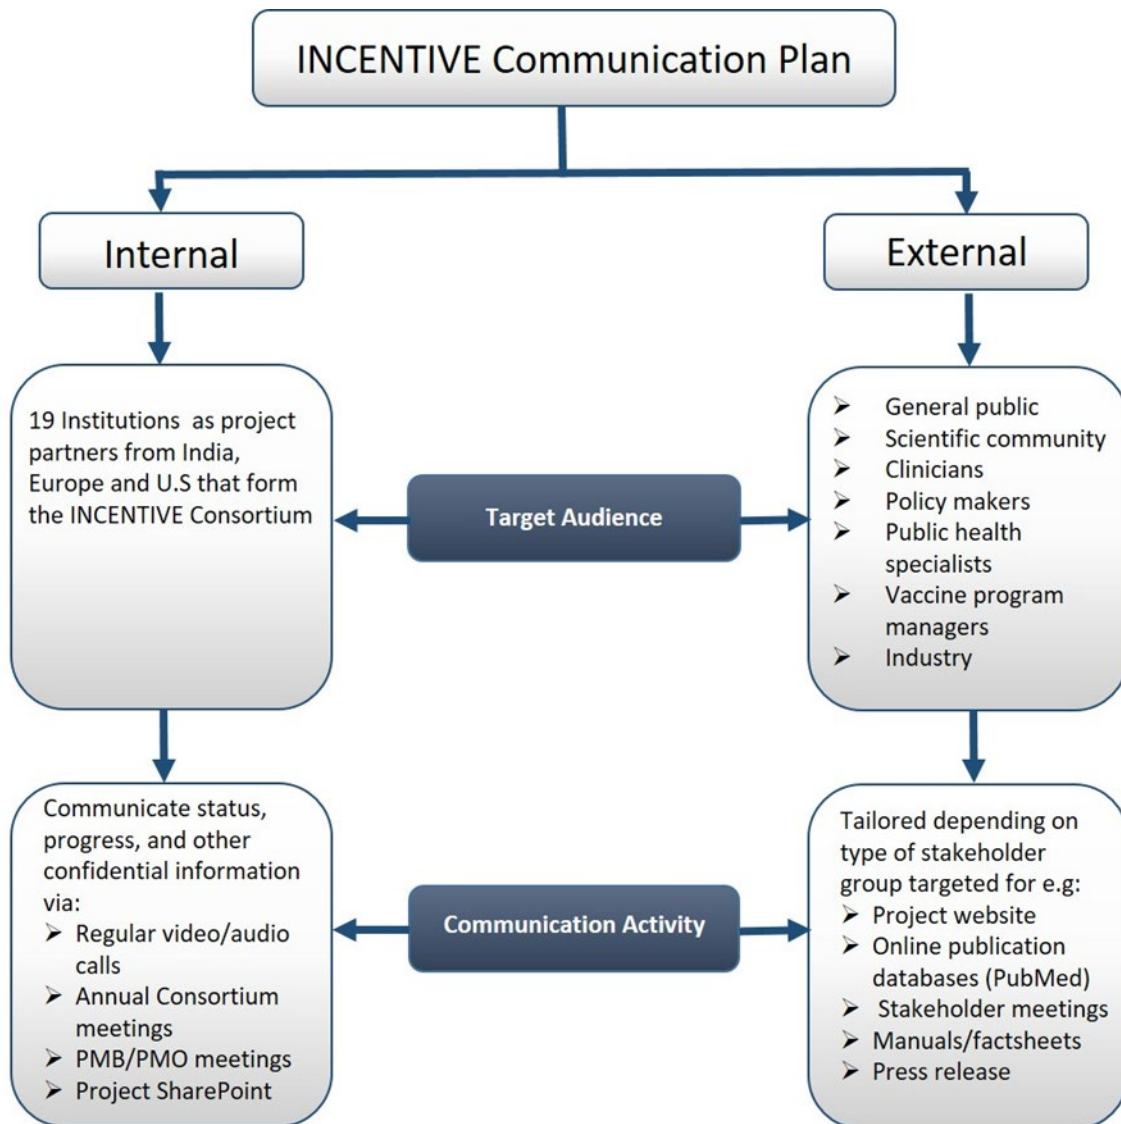 INCENTIVE Communication Plan
Internal
External
19 Institutions as project
partners from India,
Europe and U.S that form
the INCENTIVE Consortium
Target Audience
➢ General public
➢ Scientific community
➢ Clinicians
➢ Policy makers
➢ Public health
specialists
➢ Vaccine program
managers
➢ Industry
Communicate status,
progress, and other
confidential information
via:
➢ Regular video/audio
calls
➢ Annual Consortium
meetings
➢ PMB/PMO meetings
➢ Project SharePoint
Communication Activity
Tailored depending on
type of stakeholder
group targeted for e.g:
➢ Project website
➢ Online publication
databases (PubMed)
➢ Stakeholder meetings
➢ Manuals/factsheets
➢ Press release